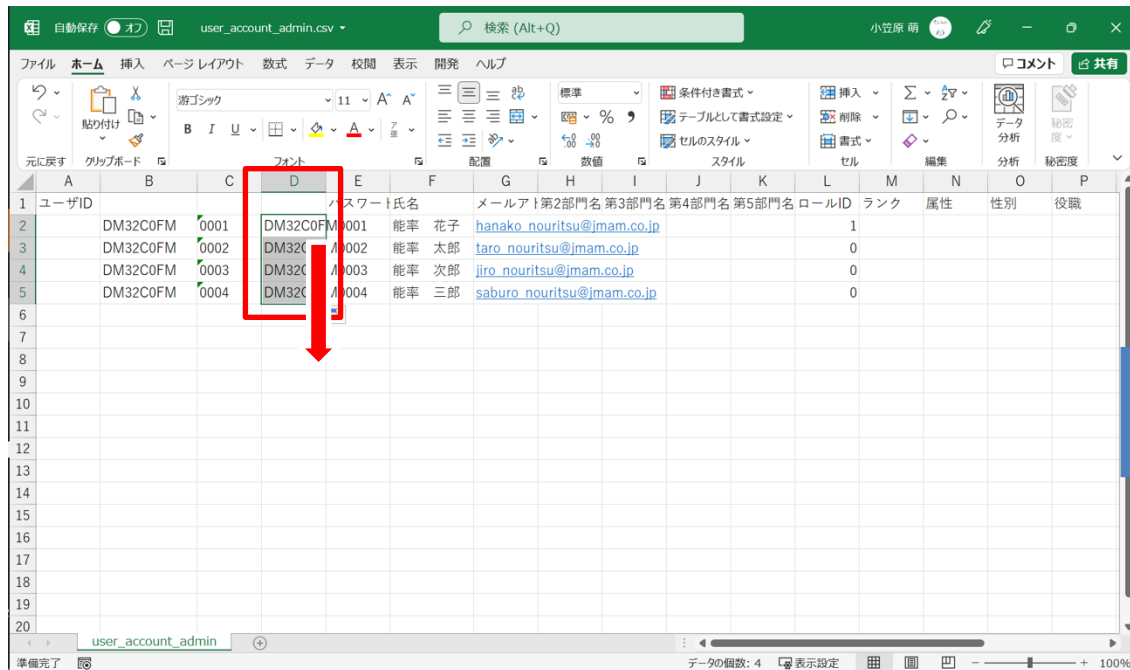 自動保存 オフ user_account_admin.csv 検索 (Alt+Q) 小笠原 萌
ファイル ホーム 挿入 ページ レイアウト 数式 データ 校閲 表示 開発 ヘルプ コメント 共有
游ゴシック 11 標準 条件付き書式 挿入
貼り付け B I U A % テーブルとして書式設定 削除 データ 分析 秘密度
セルのスタイル 書式
元に戻す クリップボード フォント 配置 数値 スタイル セル 編集 分析 秘密度
A B C D E F G H I J K L M N O P
1 ユーザID パスワード 氏名 メールアド 第2部門名 第3部門名 第4部門名 第5部門名 ロールID ランク 属性 性別 役職
2 DM32C0FM 0001 DM32C0FM0001 能率 花子 hanako_nouritsu@jmam.co.jp 1
3 DM32C0FM 0002 DM32C 0002 能率 太郎 taro_nouritsu@jmam.co.jp 0
4 DM32C0FM 0003 DM32C 0003 能率 次郎 jiro_nouritsu@jmam.co.jp 0
5 DM32C0FM 0004 DM32C 0004 能率 三郎 saburo_nouritsu@jmam.co.jp 0
6
7
8
9
10
11
12
13
14
15
16
17
18
19
20
user_account_admin
準備完了 データの個数: 4 表示設定 100%